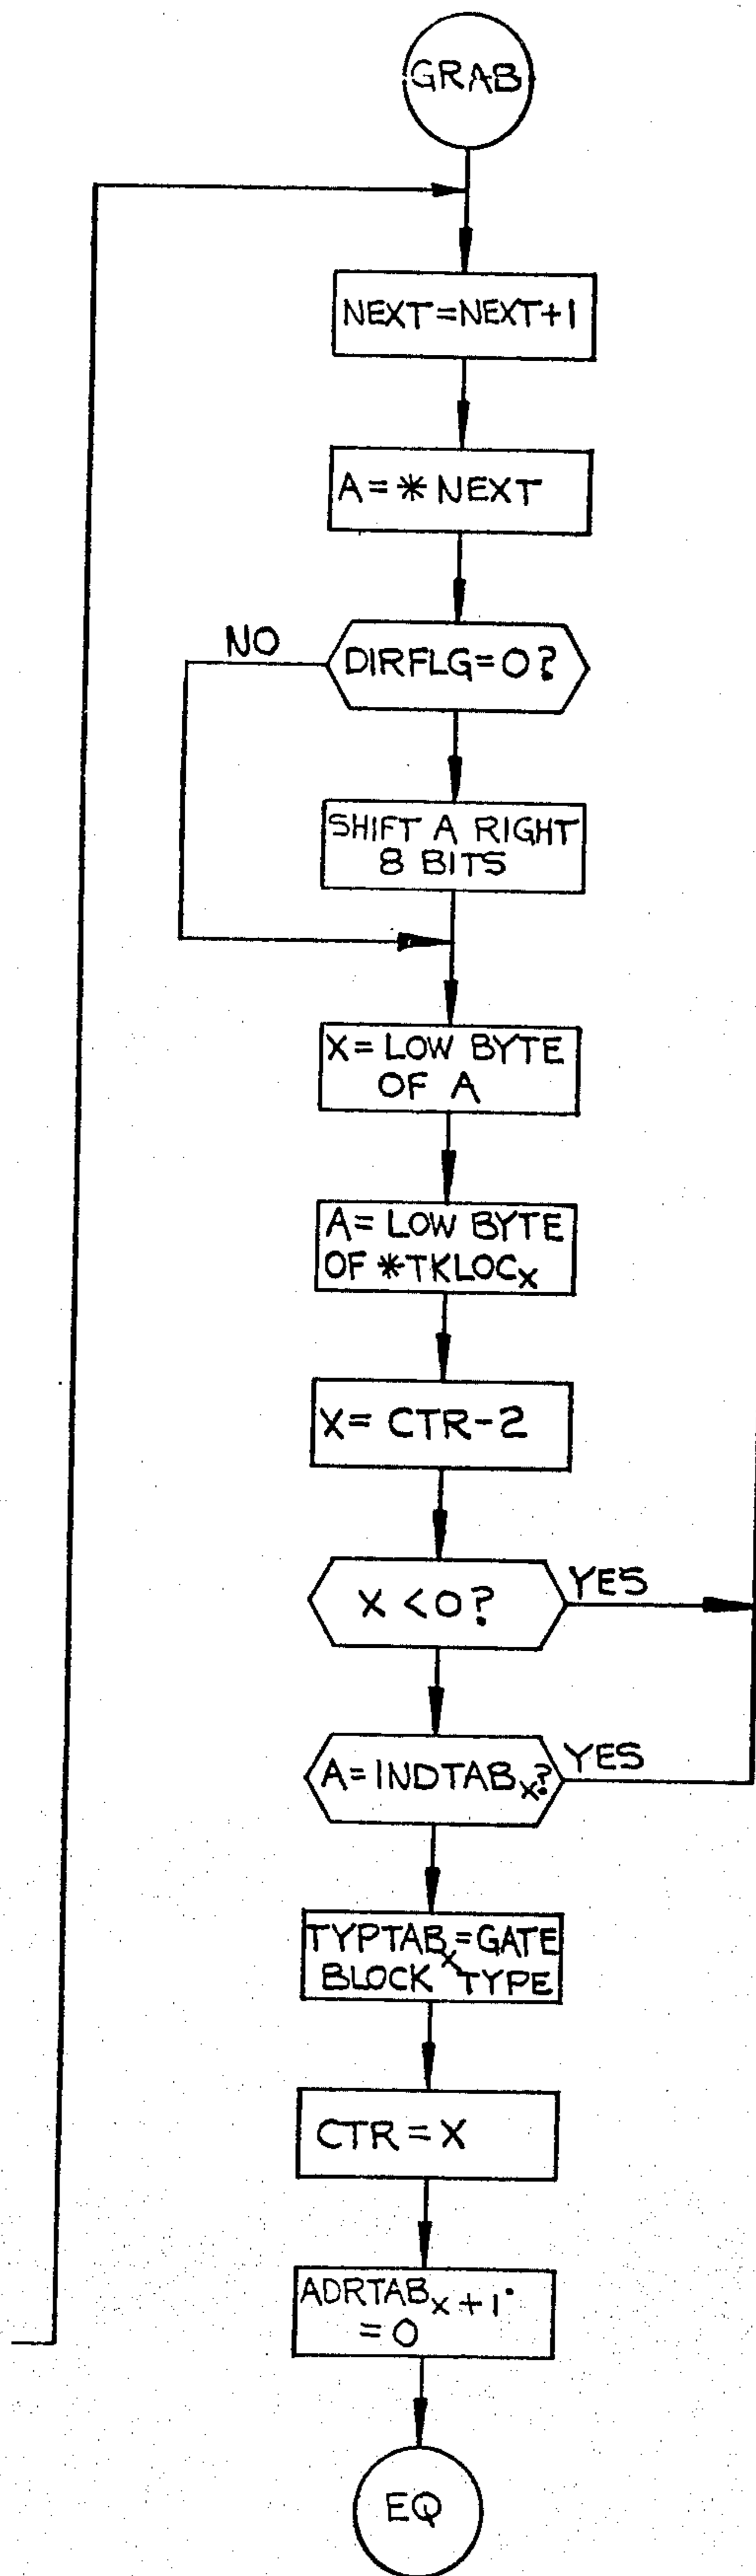 GRAB
NEXT=NEXT+1
A=*NEXT
NO
DIRFLG=0?
SHIFT A RIGHT
8 BITS
X=LOW BYTE
OF A
A=LOW BYTE
OF *TKLOCx
X=CTR-2
X<0?
YES
A=INDTABx?
YES
TYPTABx=GATE
BLOCK TYPE
CTR=X
ADRTABx+1
=0
EQ